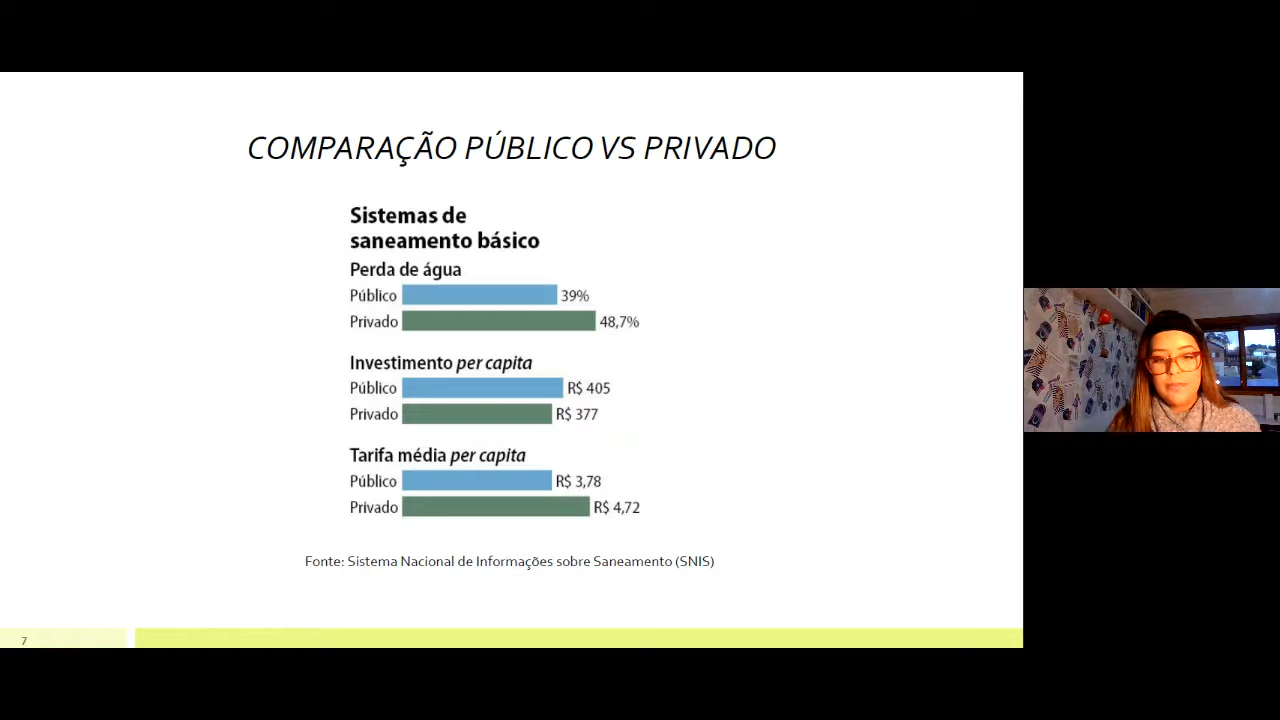 COMPARAÇÃO PÚBLICO VS PRIVADO
Sistemas de
saneamento básico
Perda de água
Público 39%
Privado 48,7%
Investimento per capita
Público R$ 405
Privado R$ 377
Tarifa média per capita
Público R$ 3,78
Privado R$ 4,72
Fonte: Sistema Nacional de Informações sobre Saneamento (SNIS)
7